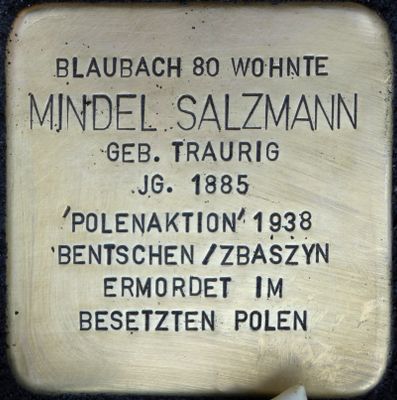 BLAUBACH 80 WOHNTE
MINDEL SALZMANN
GEB. TRAURIG
JG. 1885
'POLENAKTION' 1938
BENTSCHEN/ZBASZYN
ERMORDET IM
BESETZTEN POLEN